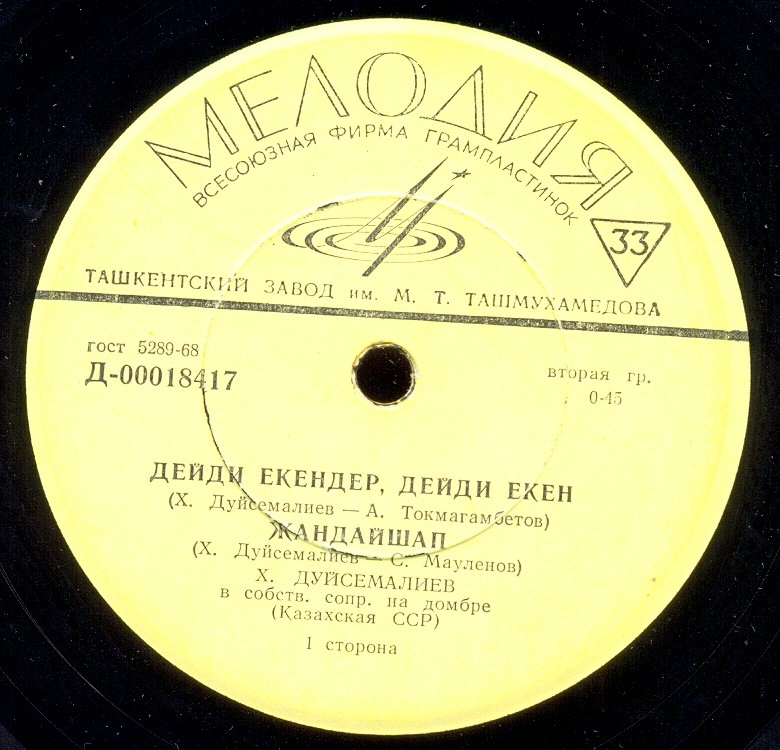 МЕЛОДИЯ
ВСЕСОЮЗНАЯ ФИРМА ГРАМПЛАСТИНОК
33
ТАШКЕНТСКИЙ ЗАВОД им. М. Т. ТАШМУХАМЕДОВА
гост 5289-68
Д-00018417
вторая гр.
0-45
ДЕЙДИ ЕКЕНДЕР, ДЕЙДИ ЕКЕН
(Х. Дуйсемалиев — А. Токмагамбетов)
ЖАНДАЙШАП
(Х. Дуйсемалиев — С. Мауленов)
Х. ДУЙСЕМАЛИЕВ
в собств. сопр. на домбре
(Казахская ССР)
I сторона